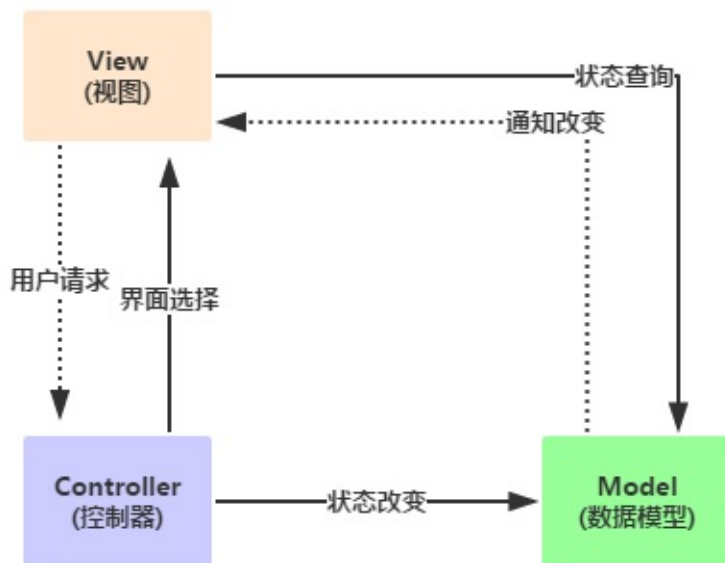 View
(视图)
状态查询
通知改变
用户请求
界面选择
Controller
(控制器)
状态改变
Model
(数据模型)